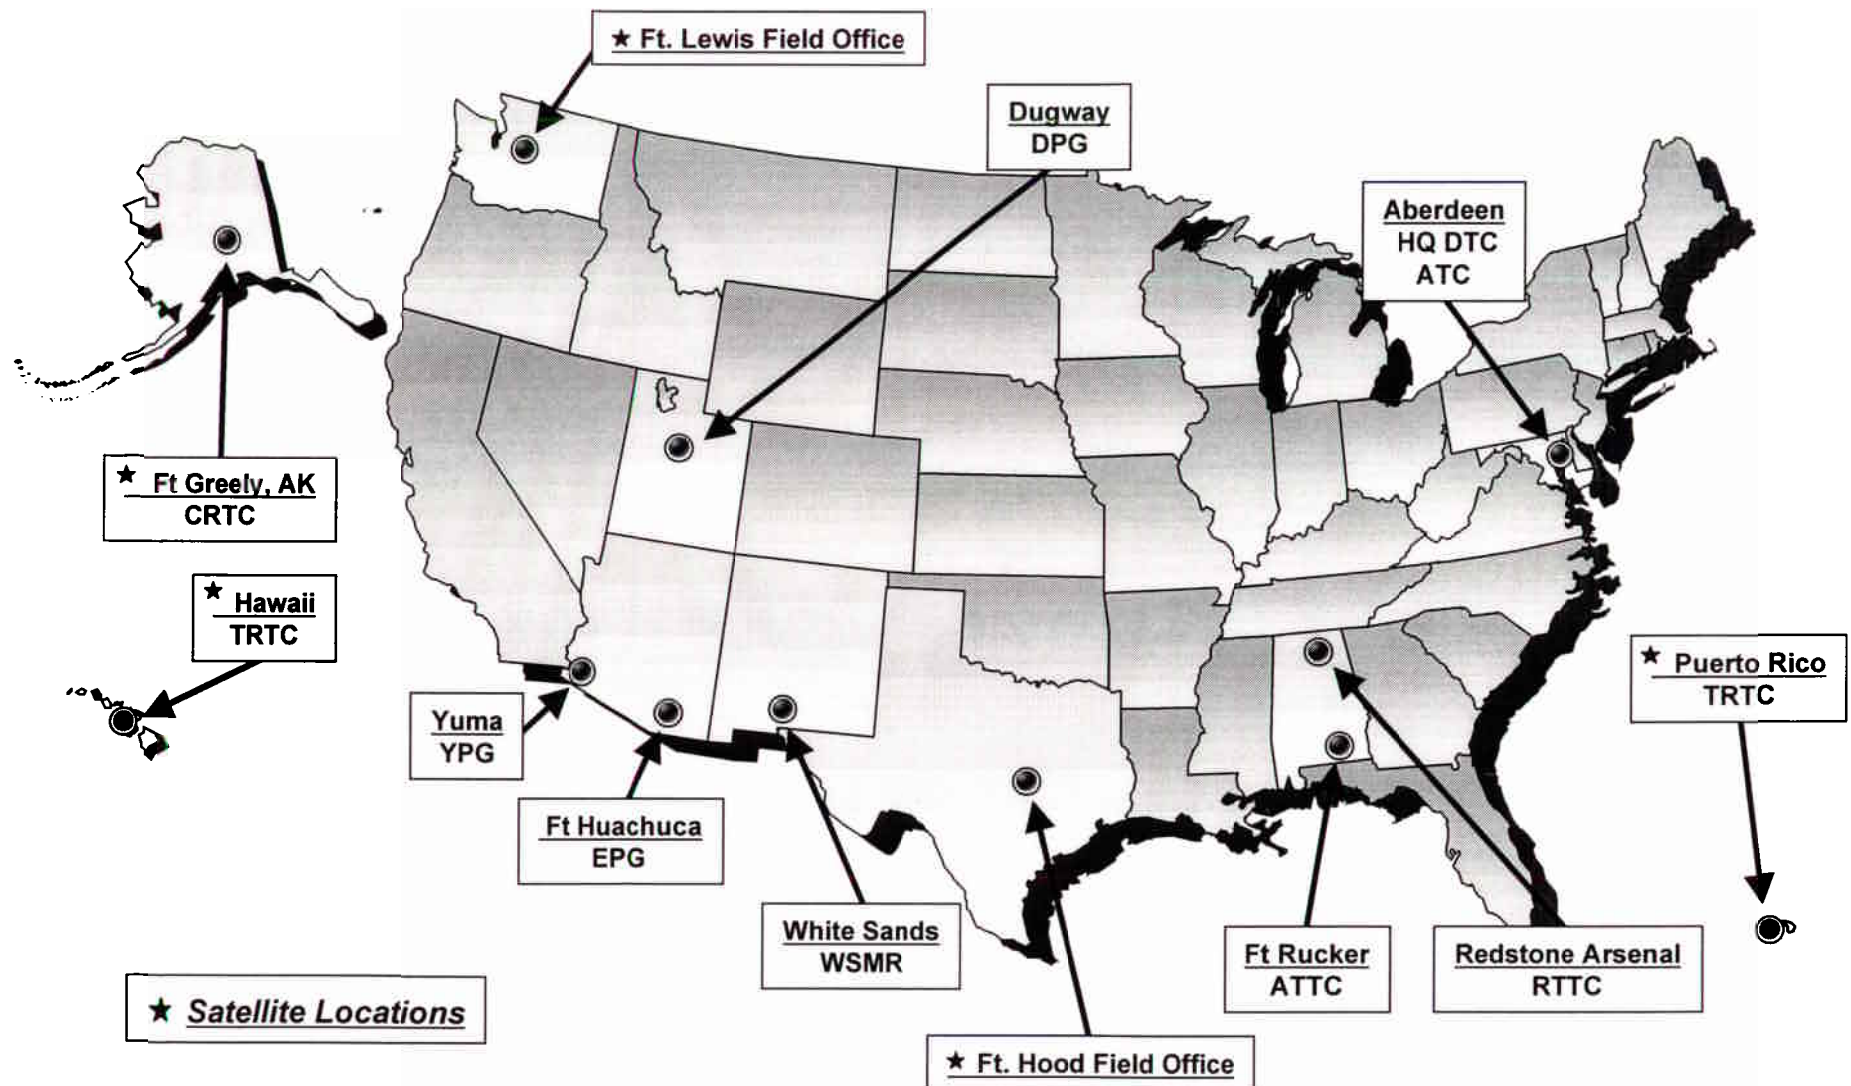 ★ Ft. Lewis Field Office
Dugway
DPG
Aberdeen
HQ DTC
ATC
★ Ft Greely, AK
CRTC
★ Hawaii
TRTC
★ Puerto Rico
TRTC
Yuma
YPG
Ft Huachuca
EPG
White Sands
WSMR
Ft Rucker
ATTC
Redstone Arsenal
RTTC
★ Satellite Locations
★ Ft. Hood Field Office